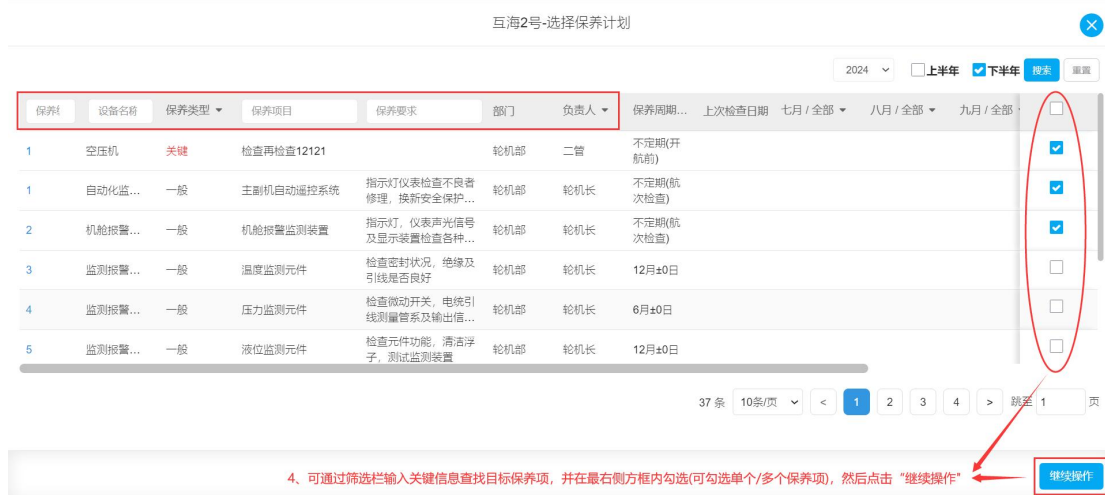 互海2号-选择保养计划
2024 上半年 下半年 搜索 重置
设备名称 保养类型 保养项目 保养要求 部门 负责人 保养周期... 上次检查日期 七月 / 全部 八月 / 全部 九月 / 全部
1 空压机 关键 检查再检查12121 轮机部 二管 不定期(开
航前)
1 自动化监... 一般 主副机自动遥控系统 指示灯仪表检查不良者
修理，换新安全保护... 轮机部 轮机长 不定期(航
次检查)
2 机舱报警... 一般 机舱报警监测装置 指示灯，仪表声光信号
及显示装置检查各种... 轮机部 轮机长 不定期(航
次检查)
3 监测报警... 一般 温度监测元件 检查密封状况，绝缘及
引线是否良好 轮机部 轮机长 12月±0日
4 监测报警... 一般 压力监测元件 检查微动开关，电统引
线测量管系及输出信... 轮机部 轮机长 6月±0日
5 监测报警... 一般 液位监测元件 检查元件功能，清洁浮
子，测试监测装置 轮机部 轮机长 12月±0日
37 条 10条/页 < 1 2 3 4 > 跳至 1 页
4、可通过筛选栏输入关键信息查找目标保养项，并在最右侧方框内勾选(可勾选单个/多个保养项)，然后点击“继续操作”
继续操作